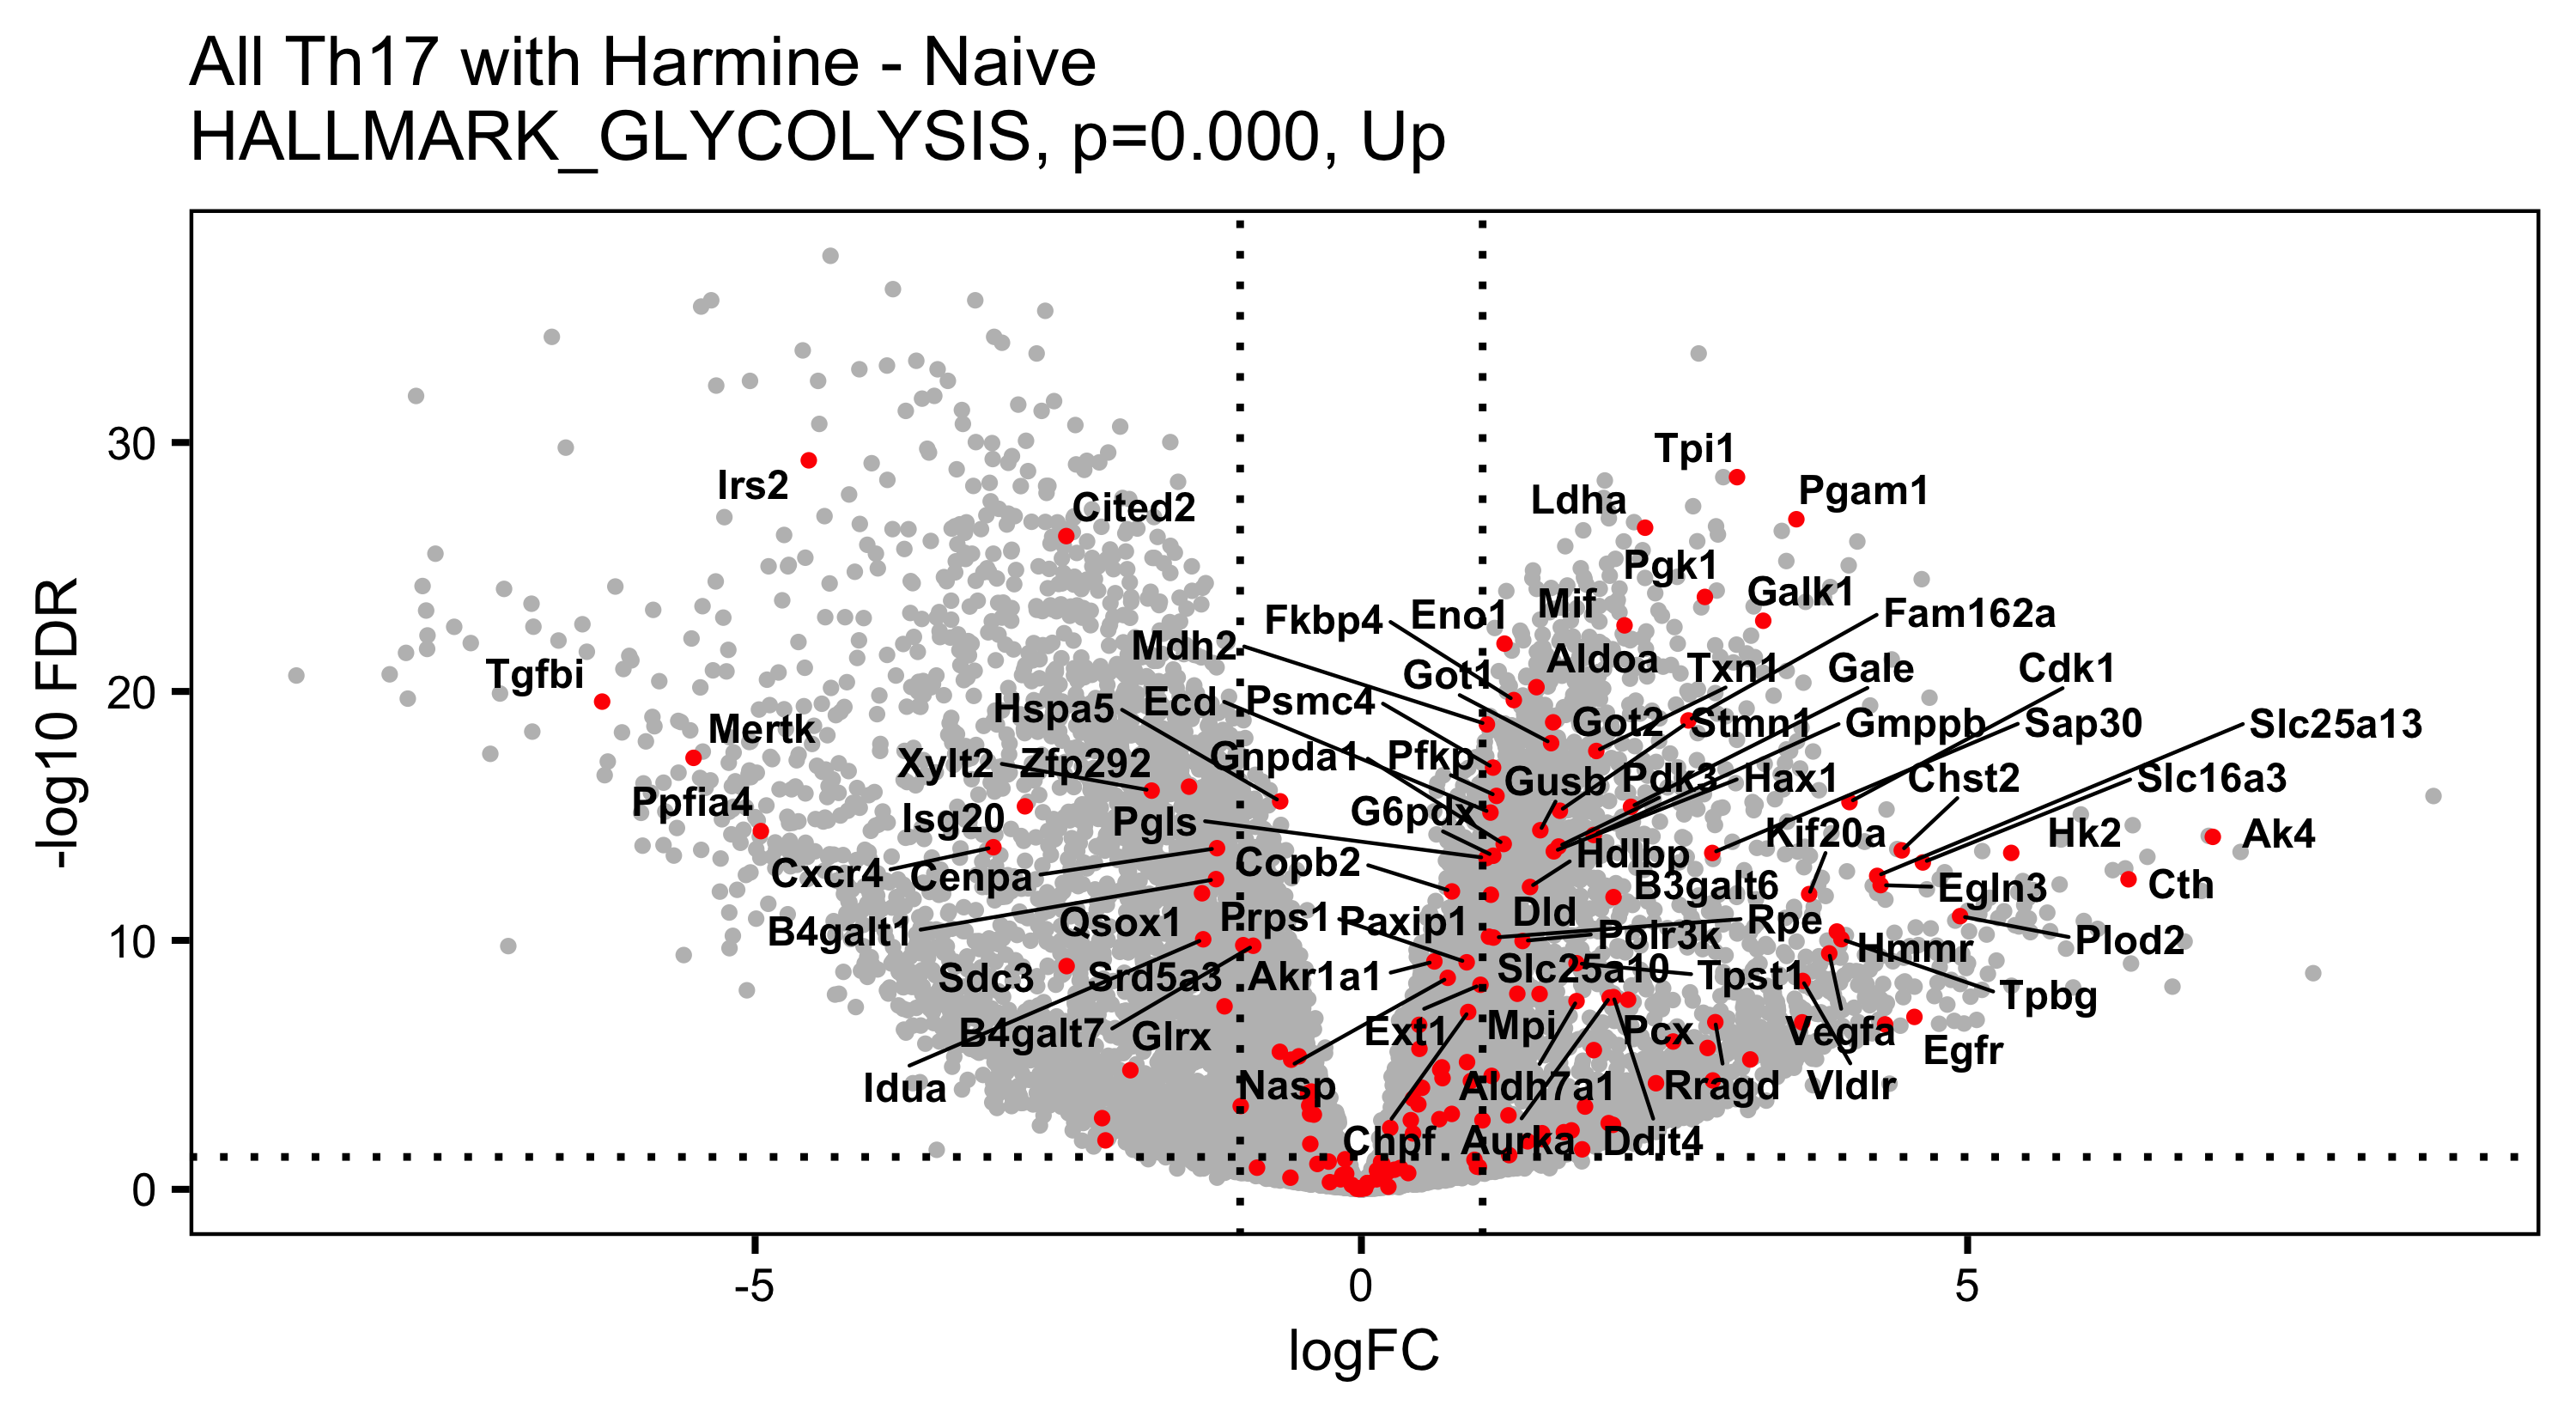 All Th17 with Harmine - Naive
HALLMARK_GLYCOLYSIS, p=0.000, Up
-log10 FDR
30
20
10
0
Tpi1
Irs2
Pgam1
Ldha
Cited2
Pgk1
Galk1
Mif
Fkbp4 Eno1
Fam162a
Mdh2
Aldoa
Tgfbi
Got1
Txn1
Gale
Cdk1
Hspa5
Ecd
Psmc4
Mertk
Got2
Stmn1
Gmppb
Sap30
Slc25a13
Xylt2
Zfp292
Gnpda1
Pfkp
Gusb
Pdk3
Hax1
Chst2
Slc16a3
Ppfia4
Isg20
Pgls
G6pdx
Kif20a
Hk2
Ak4
Cxcr4
Cenpa
Copb2
Hdlbp
B3galt6
Egln3
Cth
B4galt1
Qsox1
Prps1
Paxip1
Dld
Polr3k
Rpe
Hmmr
Plod2
Sdc3
Srd5a3
Akr1a1
Slc25a10
Tpst1
Tpbg
B4galt7
Glrx
Ext1
Mpi
Pcx
Vegfa
Egfr
Idua
Nasp
Aldh7a1
Rragd
Vldlr
Chpf
Aurka
Ddit4
-5
0
5
logFC